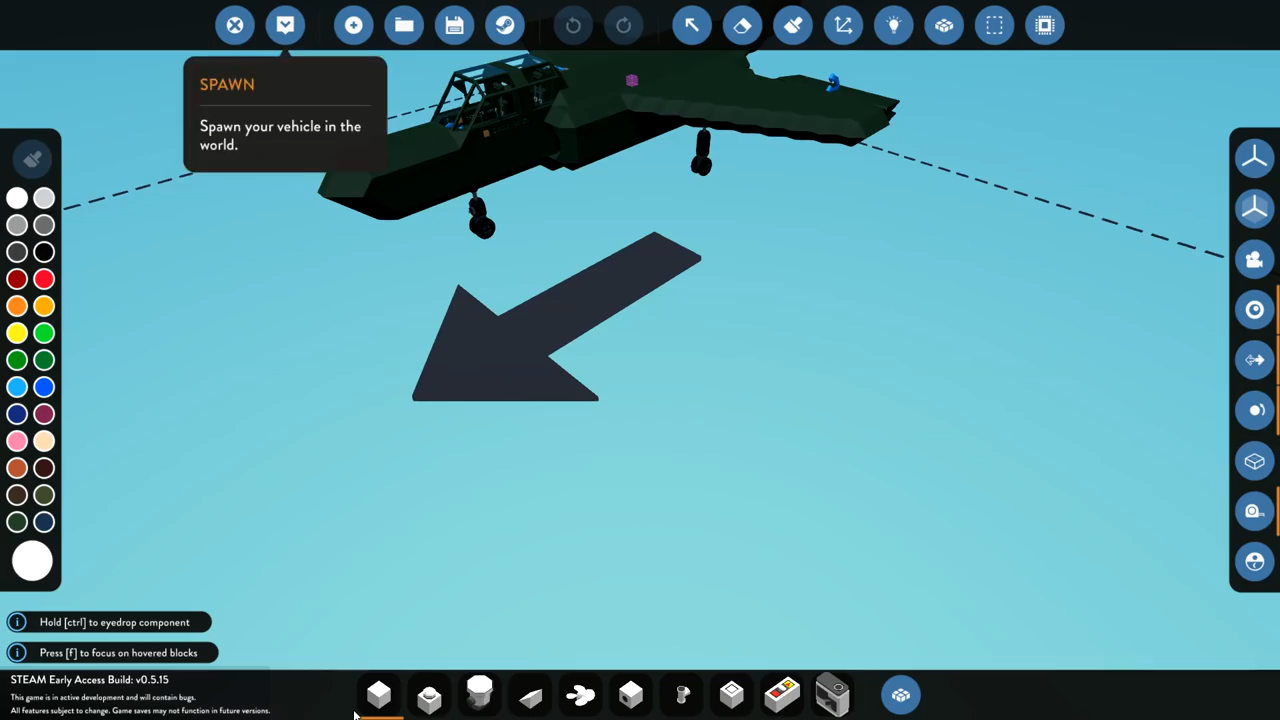 SPAWN
Spawn your vehicle in the
world.
Hold [ctrl] to eyedrop component
Press [f] to focus on hovered blocks
STEAM Early Access Build: v0.5.15
This game is in active development and will contain bugs.
All features subject to change. Game saves may not function in future versions.